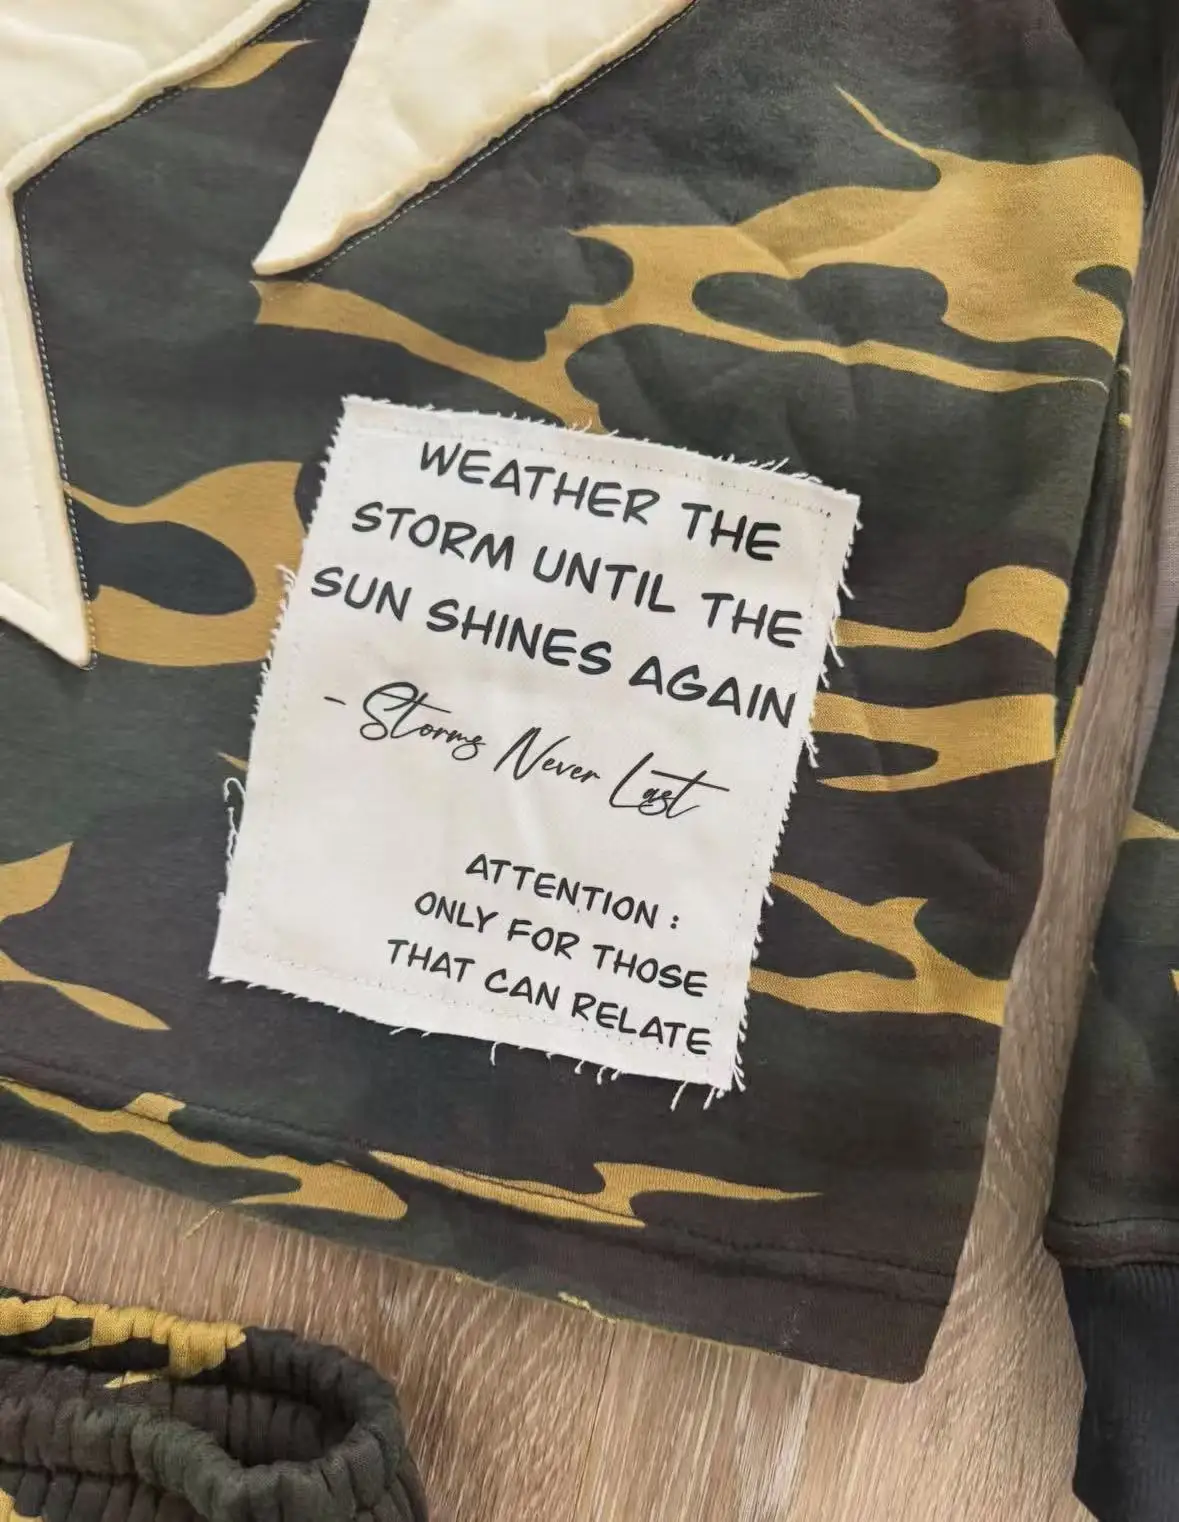 WEATHER THE
STORM UNTIL THE
SUN SHINES AGAIN
- Storms Never Last
ATTENTION :
ONLY FOR THOSE
THAT CAN RELATE